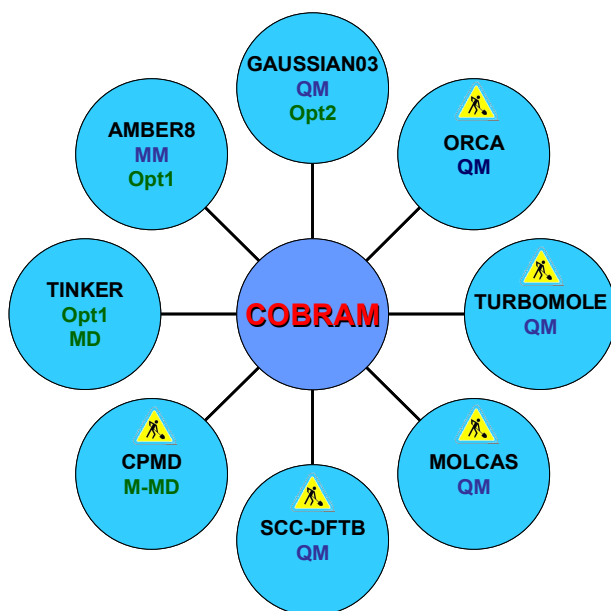 GAUSSIAN03
QM
Opt2
AMBER8
MM
Opt1
ORCA
QM
TINKER
Opt1
MD
COBRAM
TURBOMOLE
QM
CPMD
M-MD
MOLCAS
QM
SCC-DFTB
QM